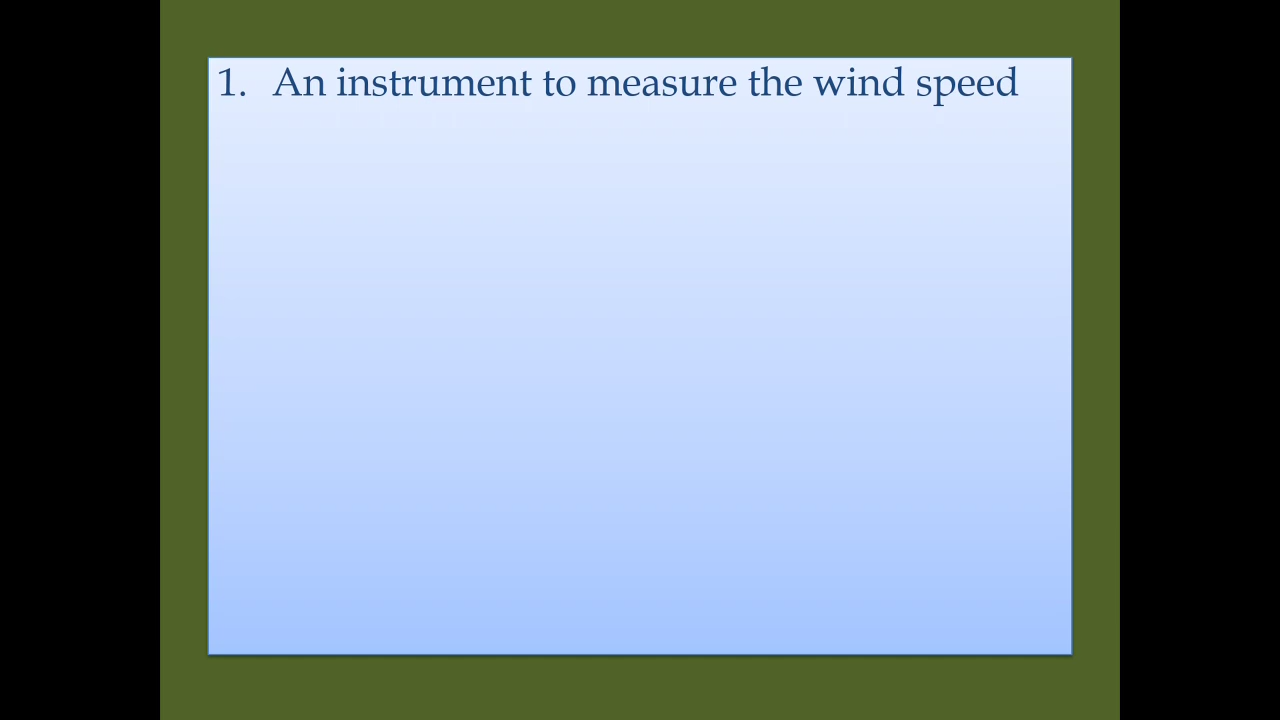 1. An instrument to measure the wind speed